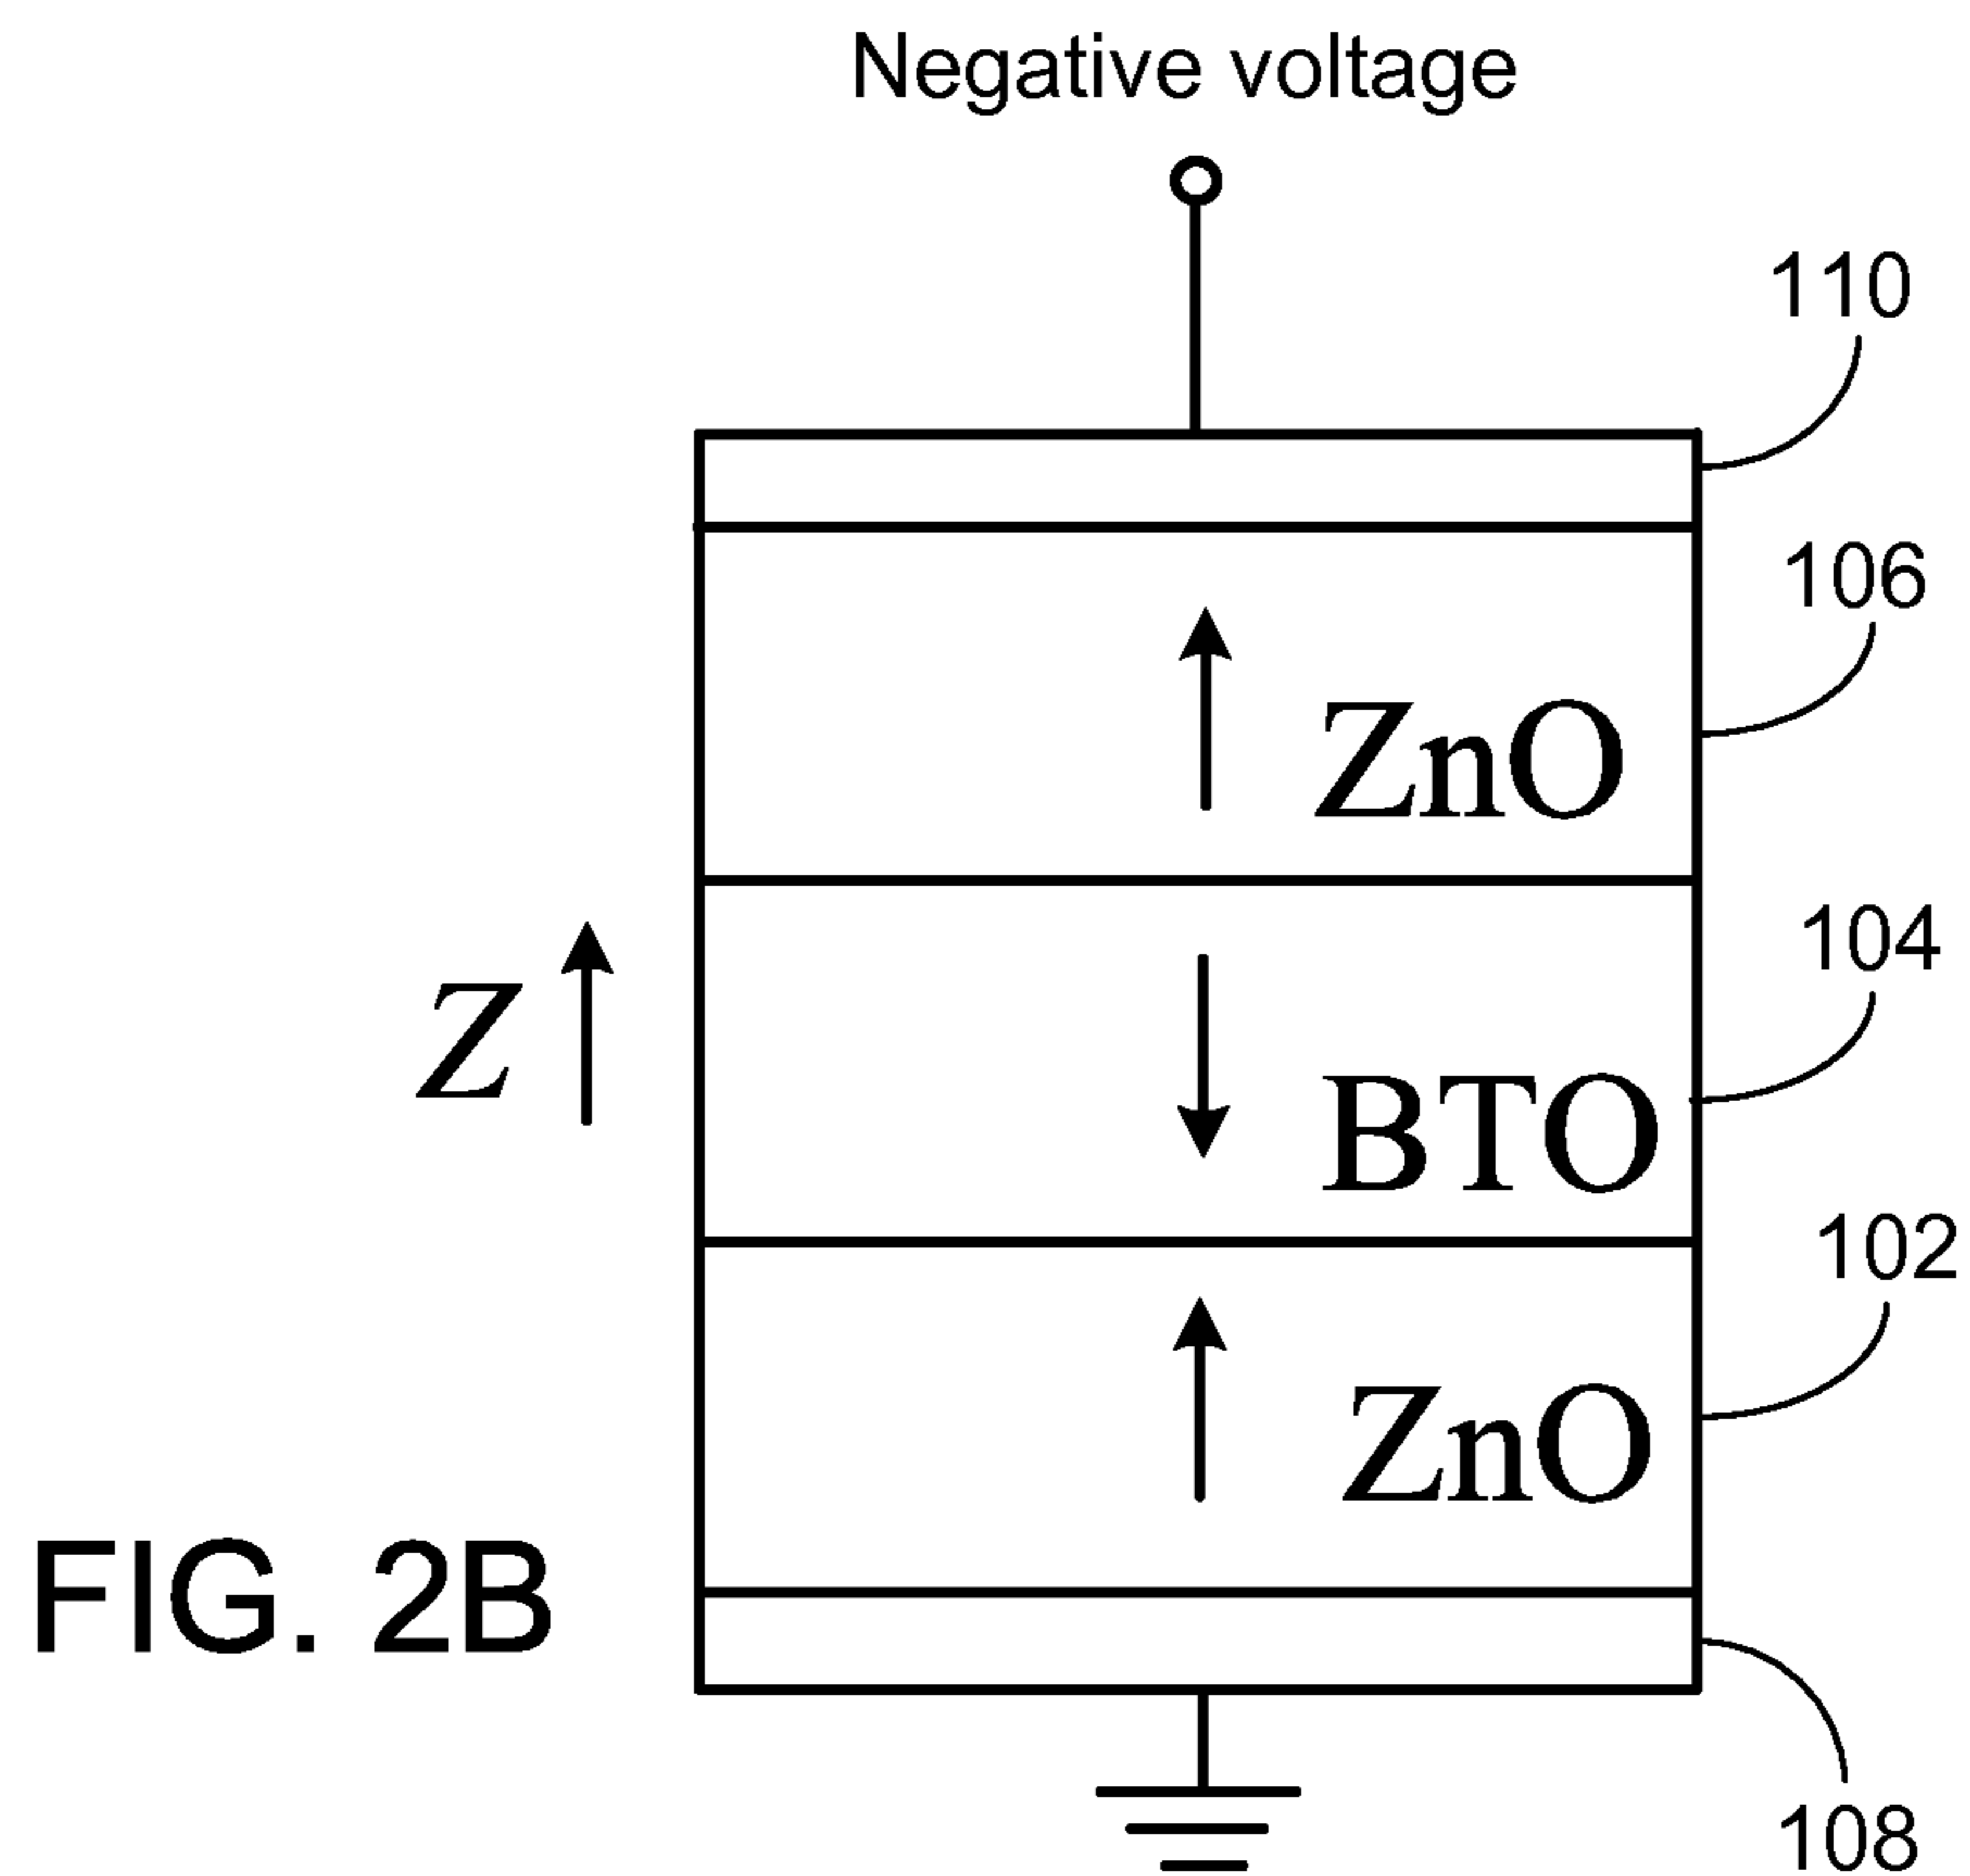 Negative voltage
110
106
ZnO
104
Z
BTO
102
ZnO
FIG. 2B
108